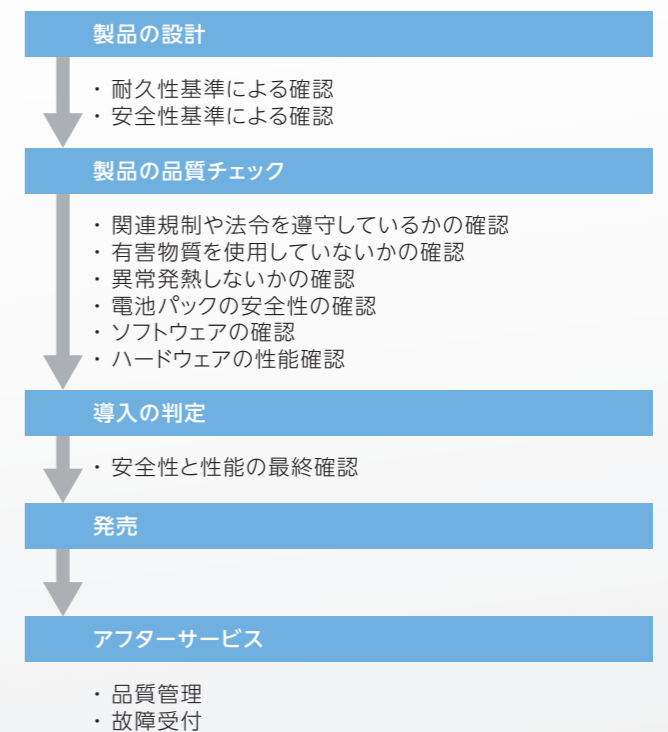 製品の設計
・ 耐久性基準による確認
・ 安全性基準による確認
製品の品質チェック
・ 関連規制や法令を遵守しているかの確認
・ 有害物質を使用していないかの確認
・ 異常発熱しないかの確認
・ 電池パックの安全性の確認
・ ソフトウェアの確認
・ ハードウェアの性能確認
導入の判定
・ 安全性と性能の最終確認
発売
アフターサービス
・ 品質管理
・ 故障受付